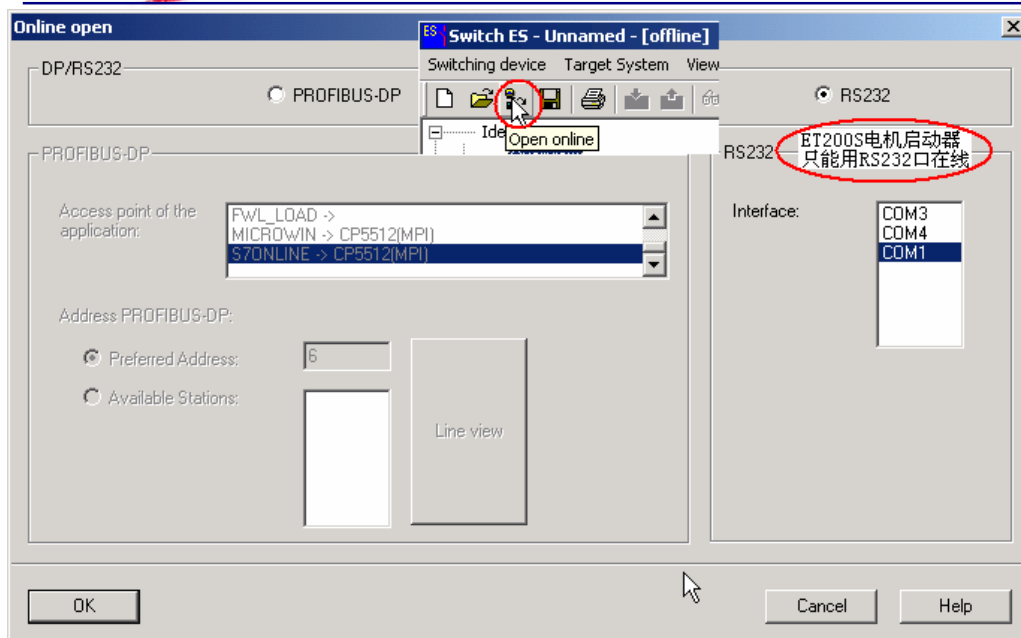 Online open
ES Switch ES - Unnamed - [offline]
Switching device Target System View
Open online
DP/RS232
PROFIBUS-DP
RS232
PROFIBUS-DP
Access point of the
application:
FWL_LOAD ->
MICROWIN -> CP5512(MPI)
S7ONLINE -> CP5512(MPI)
Address PROFIBUS-DP:
Preferred Address:
6
Available Stations:
Line view
RS232
ET200S电机启动器
只能用RS232口在线
Interface:
COM3
COM4
COM1
OK
Cancel
Help